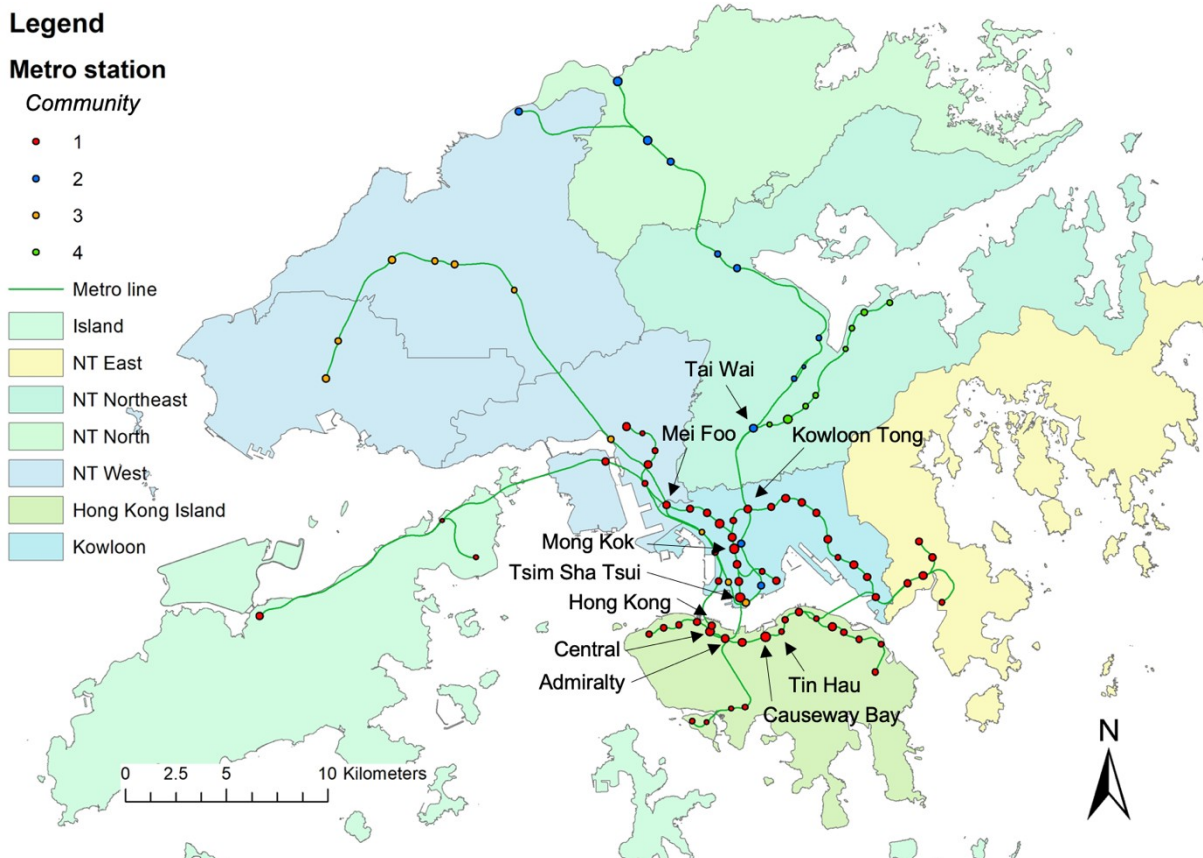 Legend
Metro station
Community
1
2
3
4
Metro line
Island
NT East
NT Northeast
NT North
NT West
Hong Kong Island
Kowloon
Tai Wai
Mei Foo
Kowloon Tong
Mong Kok
Tsim Sha Tsui
Hong Kong
Central
Admiralty
Tin Hau
Causeway Bay
0 2.5 5 10 Kilometers
N